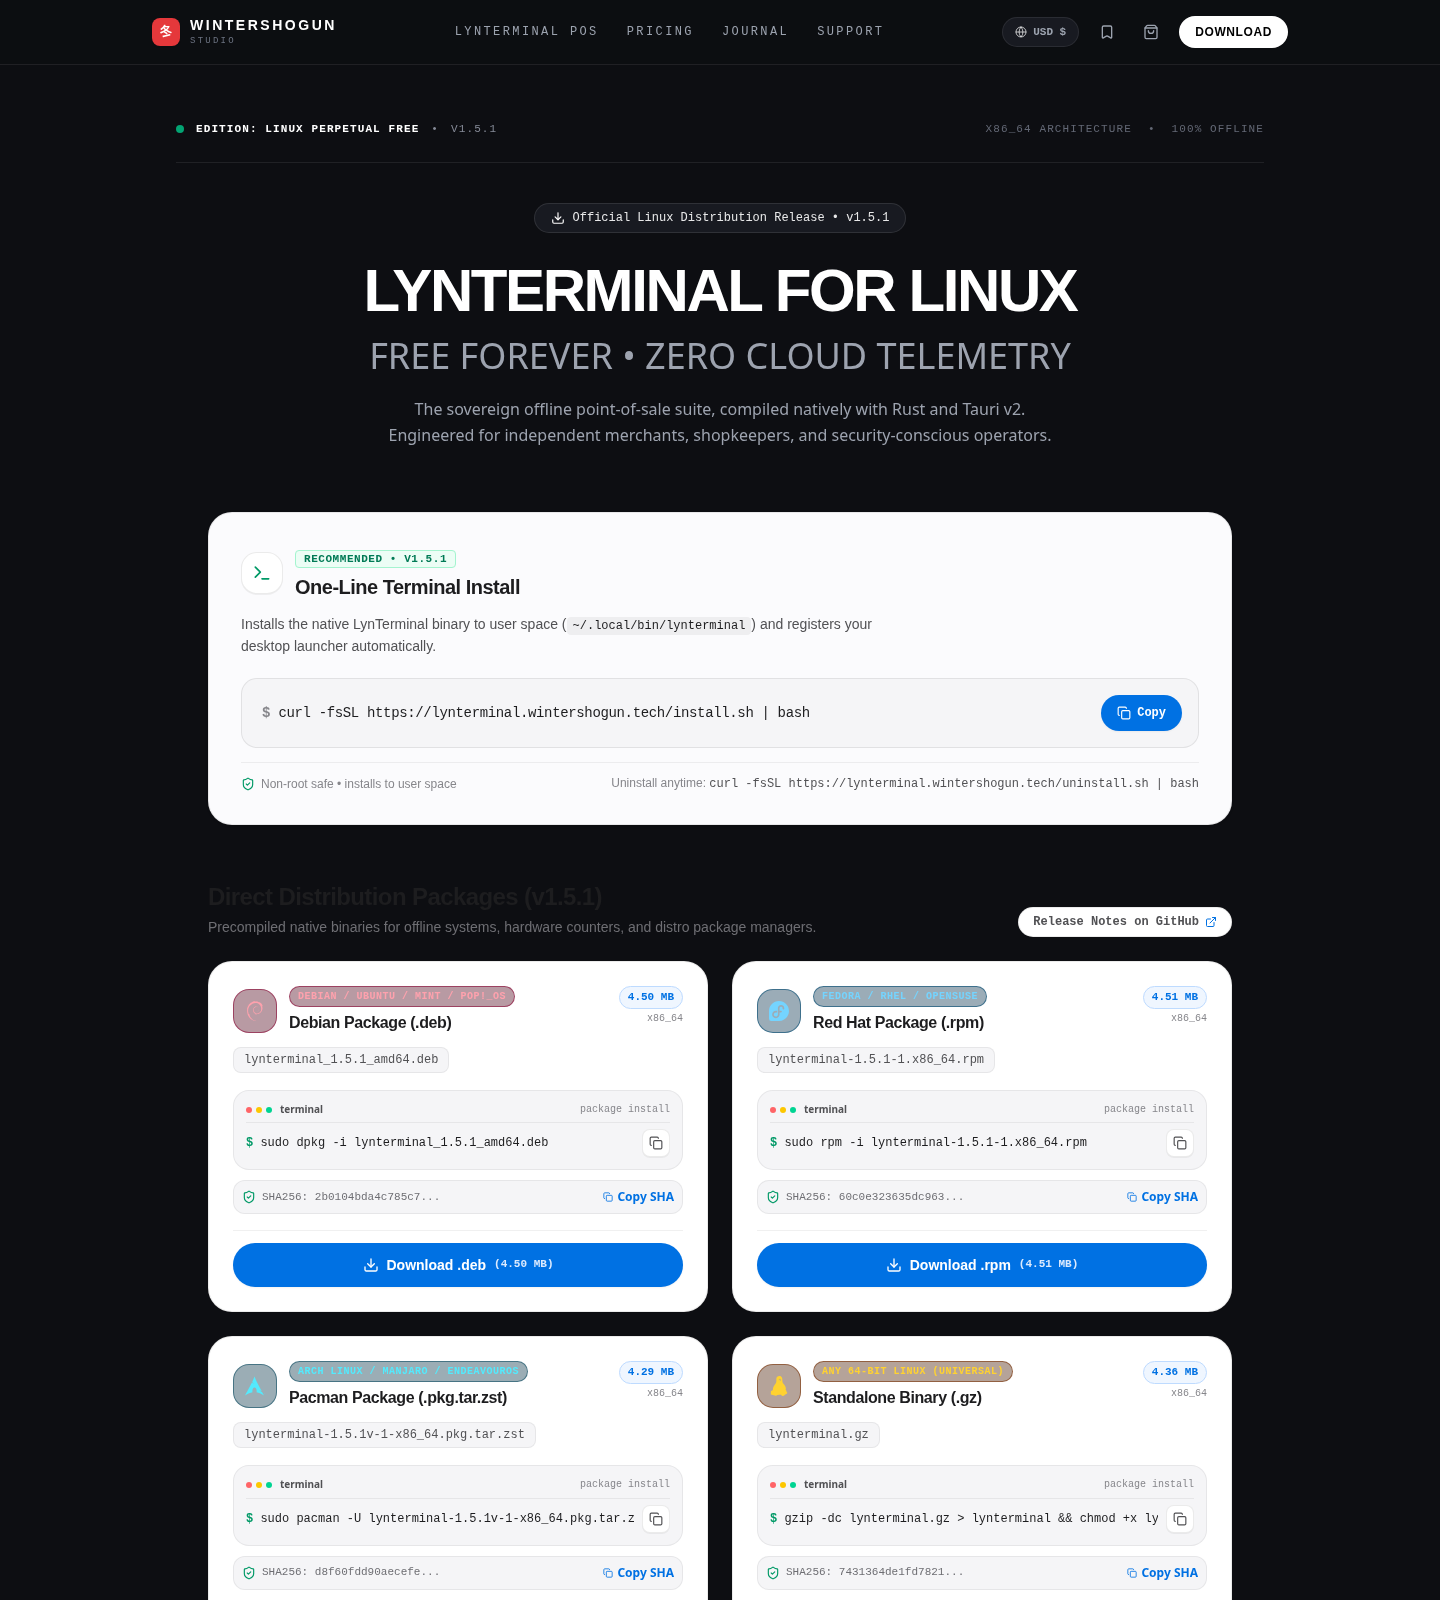 冬 WINTERSHOGUN
STUDIO
LYNTERMINAL POS PRICING JOURNAL SUPPORT
USD $
DOWNLOAD
EDITION: LINUX PERPETUAL FREE • V1.5.1
X86_64 ARCHITECTURE • 100% OFFLINE
Official Linux Distribution Release • v1.5.1
LYNTERMINAL FOR LINUX
FREE FOREVER • ZERO CLOUD TELEMETRY
The sovereign offline point-of-sale suite, compiled natively with Rust and Tauri v2.
Engineered for independent merchants, shopkeepers, and security-conscious operators.
RECOMMENDED • V1.5.1
One-Line Terminal Install
Installs the native LynTerminal binary to user space (~/.local/bin/lynterminal) and registers your
desktop launcher automatically.
$ curl -fsSL https://lynterminal.wintershogun.tech/install.sh | bash
Copy
Non-root safe • installs to user space
Uninstall anytime: curl -fsSL https://lynterminal.wintershogun.tech/uninstall.sh | bash
Direct Distribution Packages (v1.5.1)
Precompiled native binaries for offline systems, hardware counters, and distro package managers.
Release Notes on GitHub
DEBIAN / UBUNTU / MINT / POP!_OS
Debian Package (.deb)
4.50 MB
x86_64
lynterminal_1.5.1_amd64.deb
terminal
package install
$ sudo dpkg -i lynterminal_1.5.1_amd64.deb
SHA256: 2b0104bda4c785c7...
Copy SHA
Download .deb (4.50 MB)
FEDORA / RHEL / OPENSUSE
Red Hat Package (.rpm)
4.51 MB
x86_64
lynterminal-1.5.1-1.x86_64.rpm
terminal
package install
$ sudo rpm -i lynterminal-1.5.1-1.x86_64.rpm
SHA256: 60c0e323635dc963...
Copy SHA
Download .rpm (4.51 MB)
ARCH LINUX / MANJARO / ENDEAVOUROS
Pacman Package (.pkg.tar.zst)
4.29 MB
x86_64
lynterminal-1.5.1v-1-x86_64.pkg.tar.zst
terminal
package install
$ sudo pacman -U lynterminal-1.5.1v-1-x86_64.pkg.tar.z
SHA256: d8f60fdd90aecefe...
Copy SHA
ANY 64-BIT LINUX (UNIVERSAL)
Standalone Binary (.gz)
4.36 MB
x86_64
lynterminal.gz
terminal
package install
$ gzip -dc lynterminal.gz > lynterminal && chmod +x ly
SHA256: 7431364de1fd7821...
Copy SHA